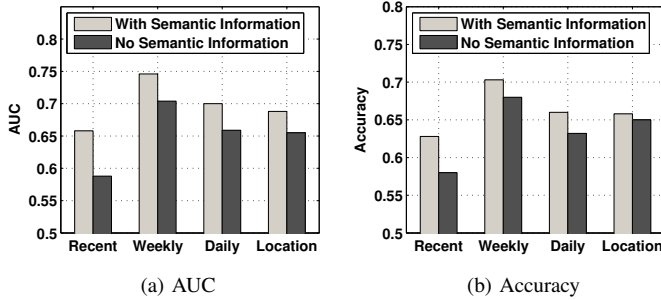 With Semantic Information
No Semantic Information
0.8
0.75
0.7
0.65
0.6
0.55
0.5
AUC
Recent Weekly Daily Location
(a) AUC
With Semantic Information
No Semantic Information
0.8
0.7
0.65
0.6
0.55
0.5
Accuracy
Recent Weekly Daily Location
(b) Accuracy